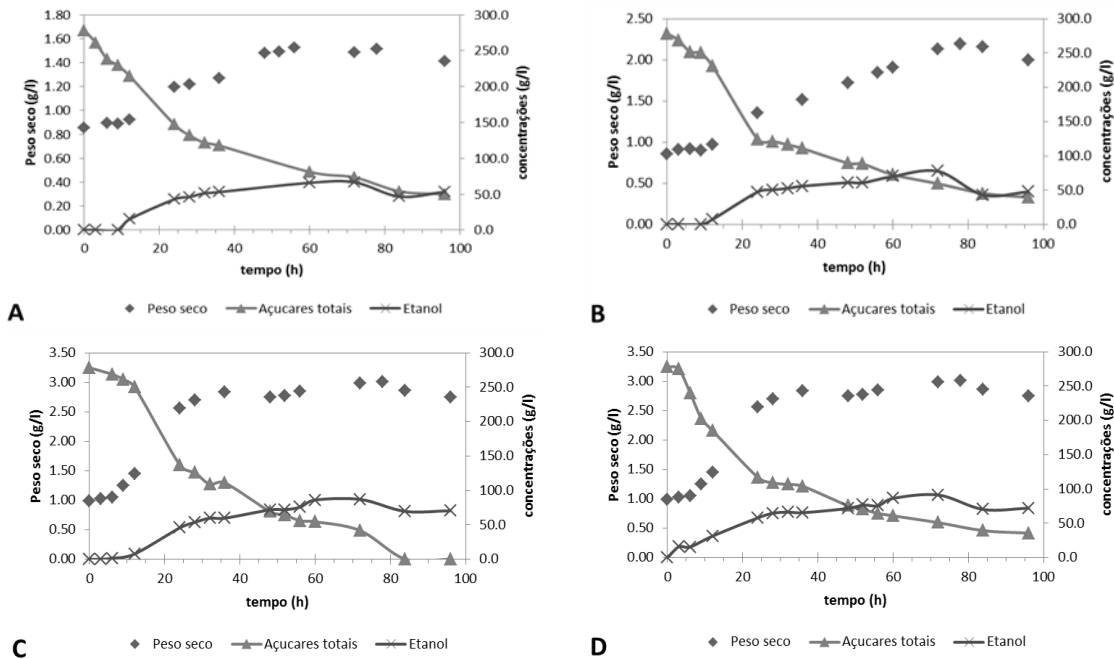 1.80
1.60
1.40
1.20
1.00
0.80
0.60
0.40
0.20
0.00
Peso seco (g/l)
300.0
250.0
200.0
150.0
100.0
50.0
0.0
concentrações (g/l)
0 20 40 60 80 100
tempo (h)
A
Peso seco Açucares totais Etanol
2.50
2.00
1.50
1.00
0.50
0.00
Peso seco (g/l)
300.0
250.0
200.0
150.0
100.0
50.0
0.0
concentrações (g/l)
0 20 40 60 80 100
tempo (h)
B
Peso seco Açucares totais Etanol
3.50
3.00
2.50
2.00
1.50
1.00
0.50
0.00
Peso seco (g/l)
300.0
250.0
200.0
150.0
100.0
50.0
0.0
concentrações (g/l)
0 20 40 60 80 100
tempo (h)
C
Peso seco Açucares totais Etanol
3.50
3.00
2.50
2.00
1.50
1.00
0.50
0.00
Peso seco (g/l)
300.0
250.0
200.0
150.0
100.0
50.0
0.0
concentrações (g/l)
0 20 40 60 80 100
tempo (h)
D
Peso seco Açucares totais Etanol